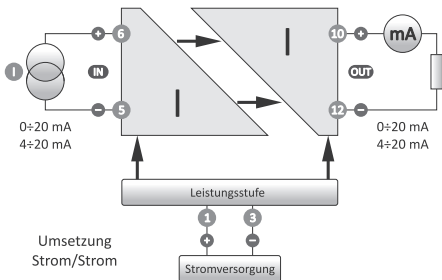 6
I
10
mA
I
IN
OUT
5
I
12
0÷20 mA
4÷20 mA
0÷20 mA
4÷20 mA
Leistungsstufe
1
3
Umsetzung
Strom/Strom
Stromversorgung